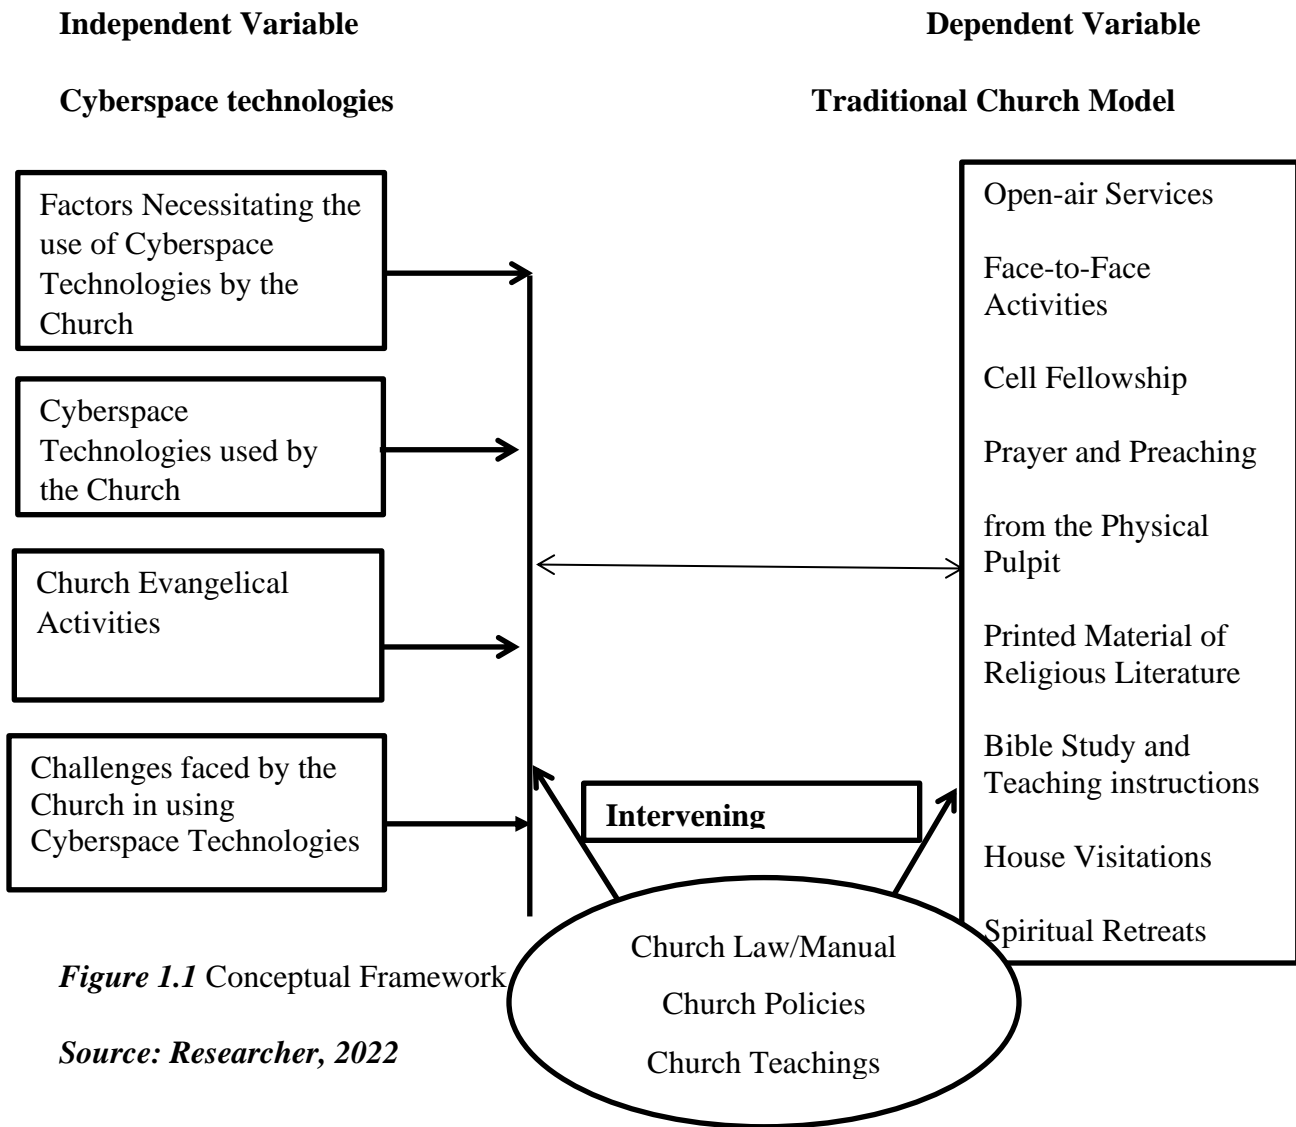 Independent Variable
Dependent Variable
Cyberspace technologies
Traditional Church Model
Factors Necessitating the
use of Cyberspace
Technologies by the
Church
Cyberspace
Technologies used by
the Church
Church Evangelical
Activities
Challenges faced by the
Church in using
Cyberspace Technologies
Open-air Services
Face-to-Face
Activities
Cell Fellowship
Prayer and Preaching
from the Physical
Pulpit
Printed Material of
Religious Literature
Bible Study and
Teaching instructions
House Visitations
Spiritual Retreats
Intervening
Church Law/Manual
Church Policies
Church Teachings
Figure 1.1 Conceptual Framework
Source: Researcher, 2022